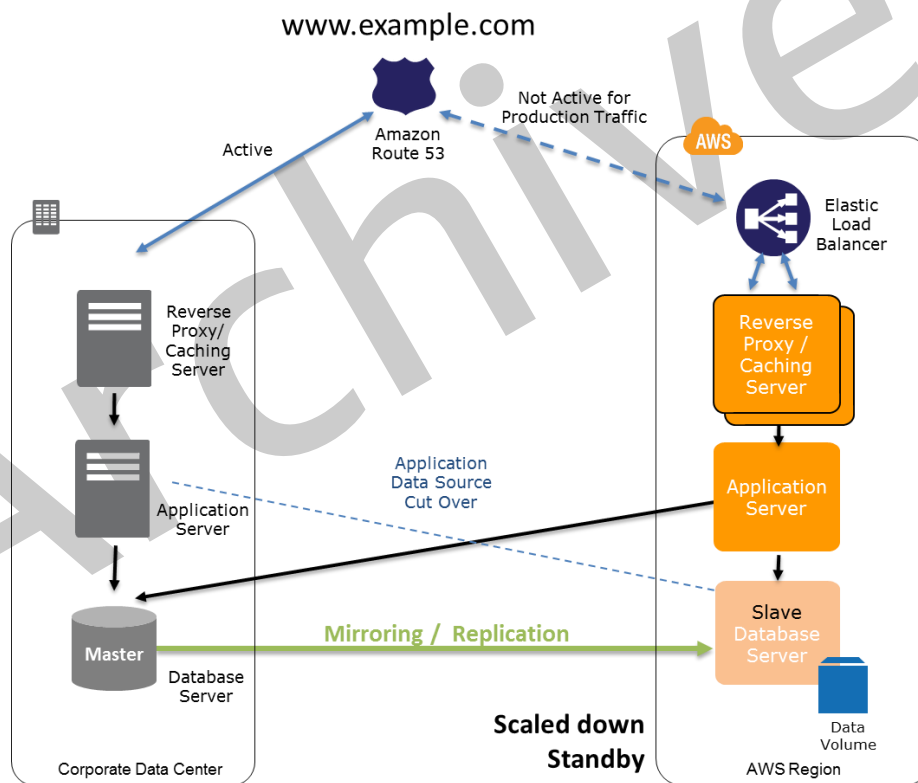 www.example.com
Not Active for
Production Traffic
Amazon
Route 53
Active
AWS
Elastic
Load
Balancer
Reverse
Proxy/
Caching
Server
Reverse
Proxy /
Caching
Server
Application
Data Source
Cut Over
Application
Server
Application
Server
Master
Database
Server
Mirroring / Replication
Slave
Database
Server
Data
Volume
Scaled down
Standby
Corporate Data Center
AWS Region
Archive